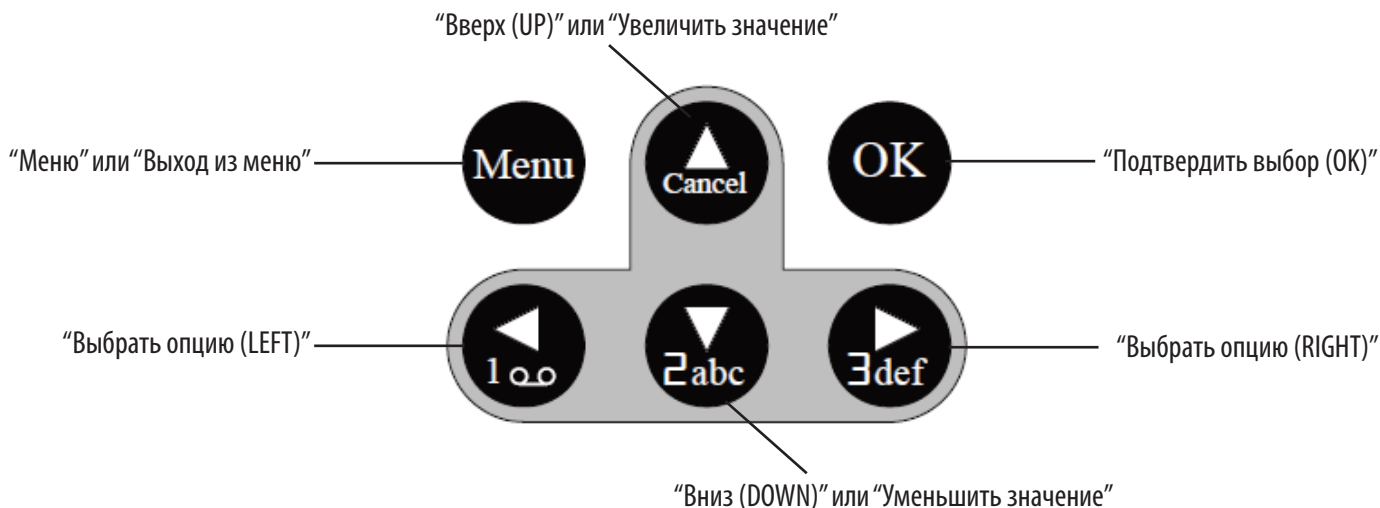 “Вверх (UP)” или “Увеличить значение”
“Меню” или “Выход из меню”
Menu
Cancel
OK
“Подтвердить выбор (OK)”
“Выбрать опцию (LEFT)”
1
2abc
3def
“Выбрать опцию (RIGHT)”
“Вниз (DOWN)” или “Уменьшить значение”